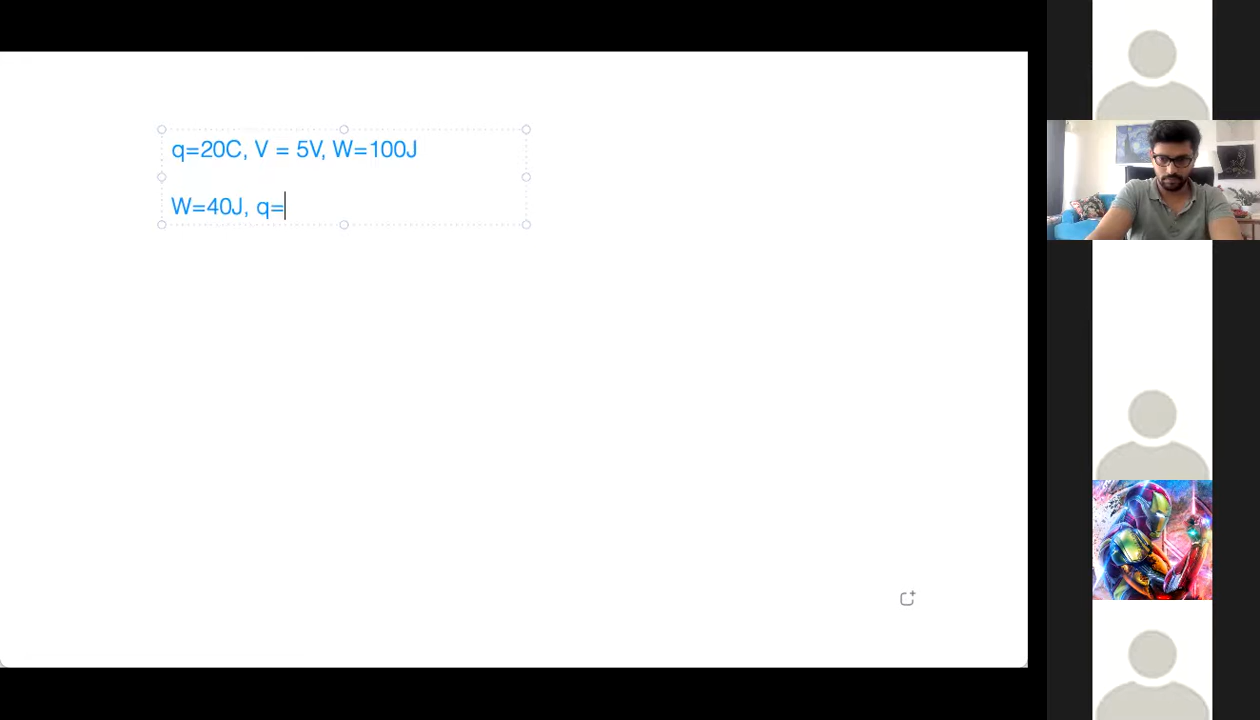 q=20C, V = 5V, W=100J
W=40J, q=